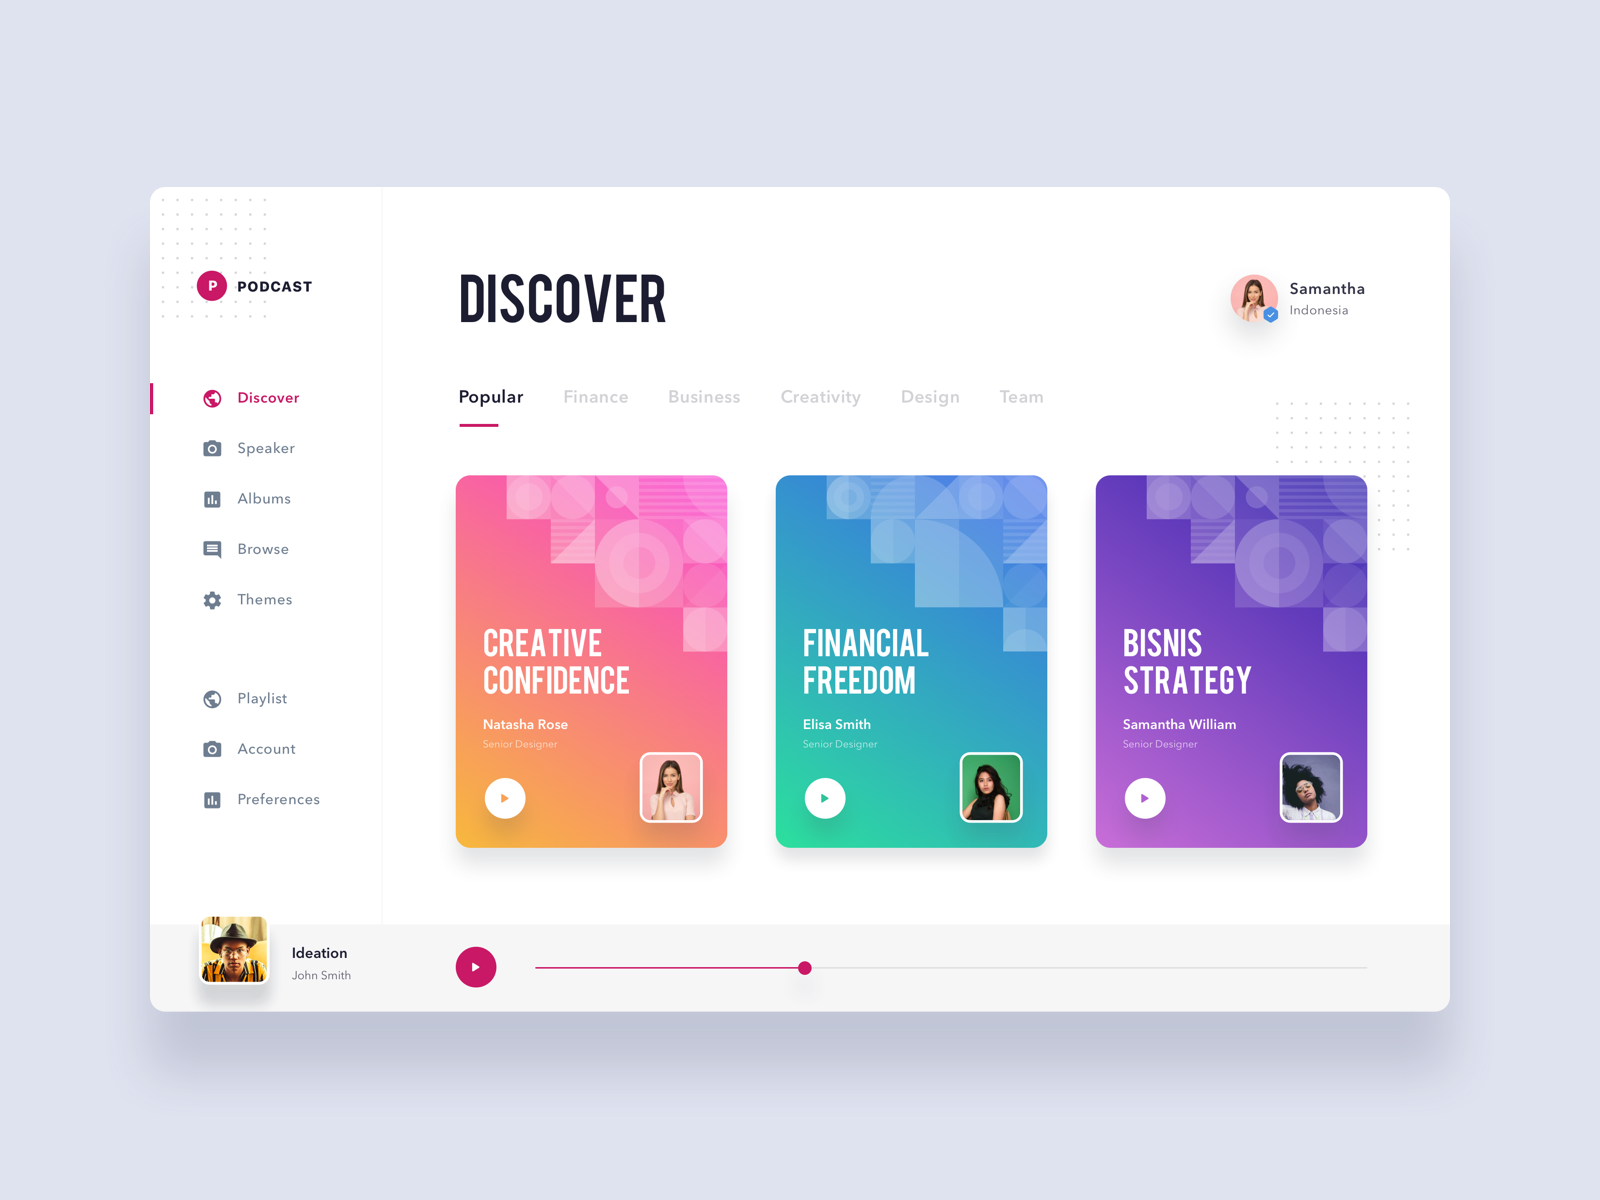 P PODCAST
Discover
Speaker
Albums
Browse
Themes
Playlist
Account
Preferences
DISCOVER
Samantha
Indonesia
Popular Finance Business Creativity Design Team
CREATIVE
CONFIDENCE
Natasha Rose
Senior Designer
FINANCIAL
FREEDOM
Elisa Smith
Senior Designer
BISNIS
STRATEGY
Samantha William
Senior Designer
Ideation
John Smith